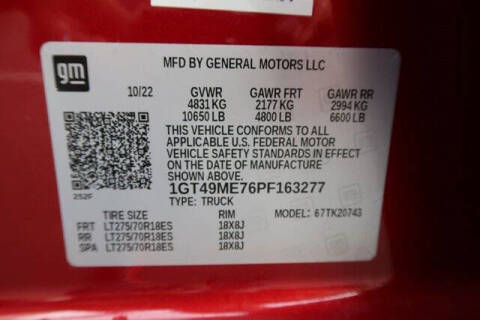 gm
MFD BY GENERAL MOTORS LLC
10/22 GVWR GAWR FRT GAWR RR
4831 KG 2177 KG 2994 KG
10650 LB 4800 LB 6600 LB
THIS VEHICLE CONFORMS TO ALL
APPLICABLE U.S. FEDERAL MOTOR
VEHICLE SAFETY STANDARDS IN EFFECT
ON THE DATE OF MANUFACTURE
SHOWN ABOVE.
252F
1GT49ME76PF163277
TYPE: TRUCK
TIRE SIZE RIM MODEL: 67TK20743
FRT LT275/70R18ES 18X8J
RR LT275/70R18ES 18X8J
SPA LT275/70R18ES 18X8J